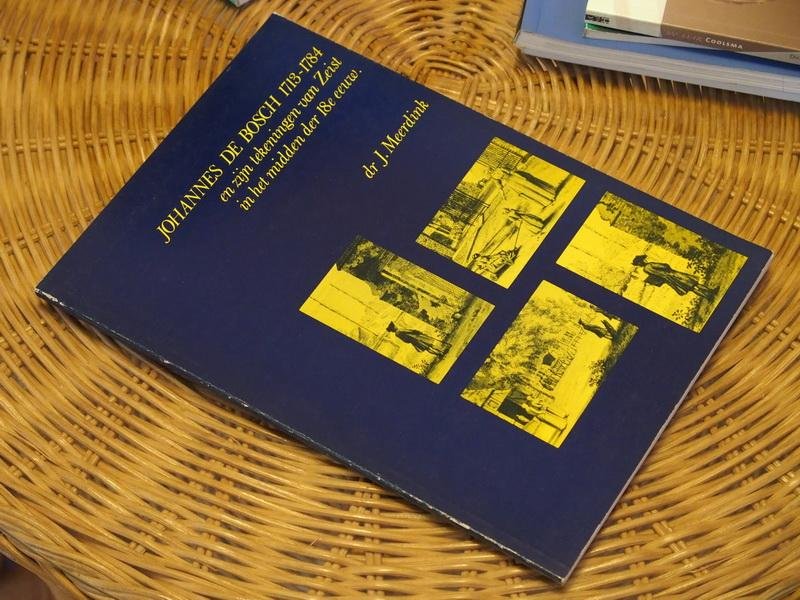 JOHANNES DE BOSCH 1713-1784
en zijn tekeningen van Zeist
in het midden der 18e eeuw.
dr J. Meerdink
COOLSMA